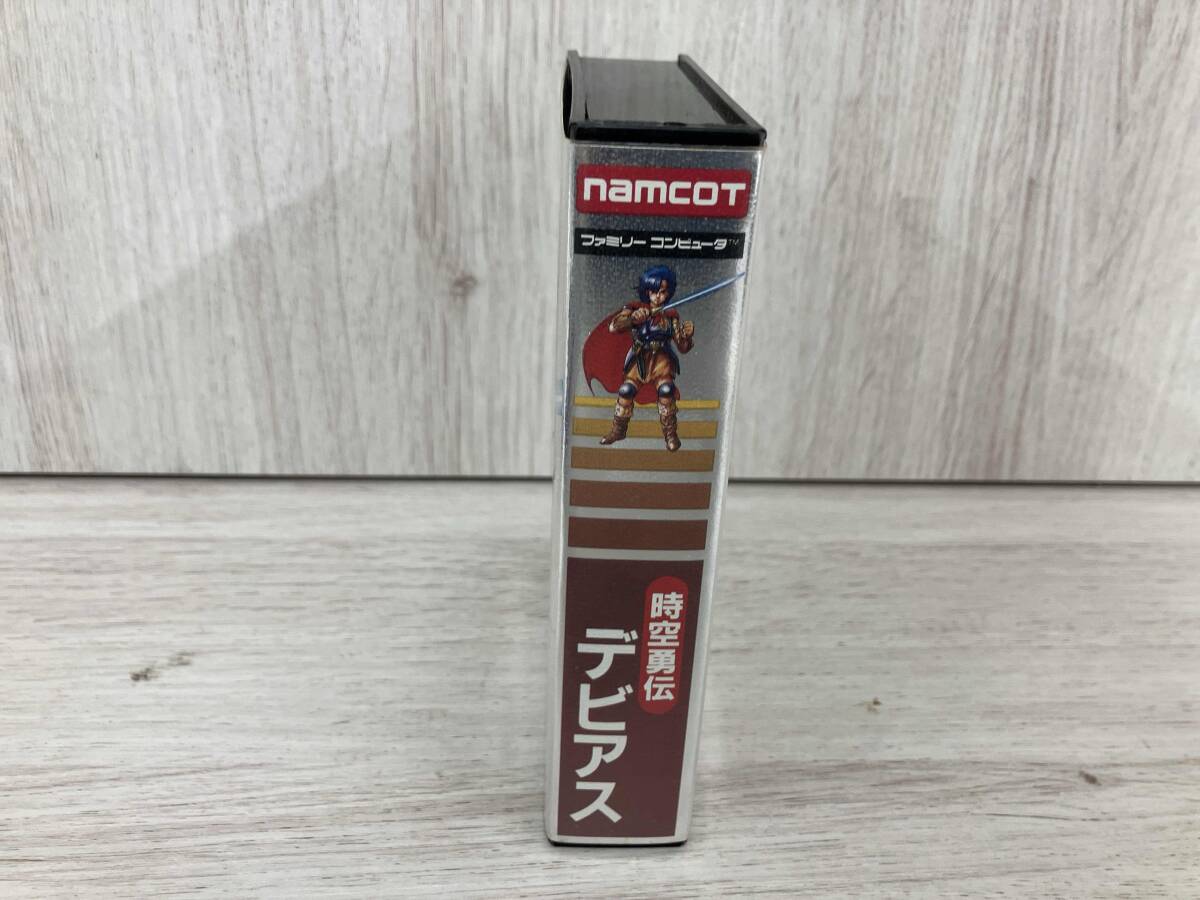 namcoT
ファミリー コンピュータ™
時空勇伝
デビアス